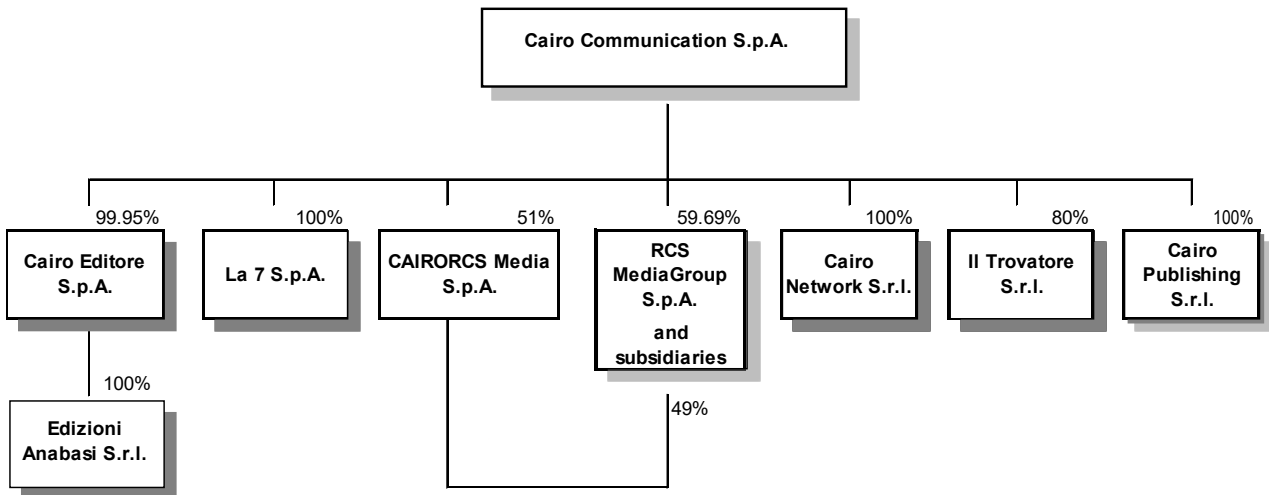 Cairo Communication S.p.A.
99.95%
100%
51%
59.69%
100%
80%
100%
Cairo Editore
S.p.A.
La 7 S.p.A.
CAIRORCS Media
S.p.A.
RCS
MediaGroup
S.p.A.
and
subsidiaries
Cairo
Network S.r.l.
Il Trovatore
S.r.l.
Cairo
Publishing
S.r.l.
100%
49%
Edizioni
Anabasi S.r.l.